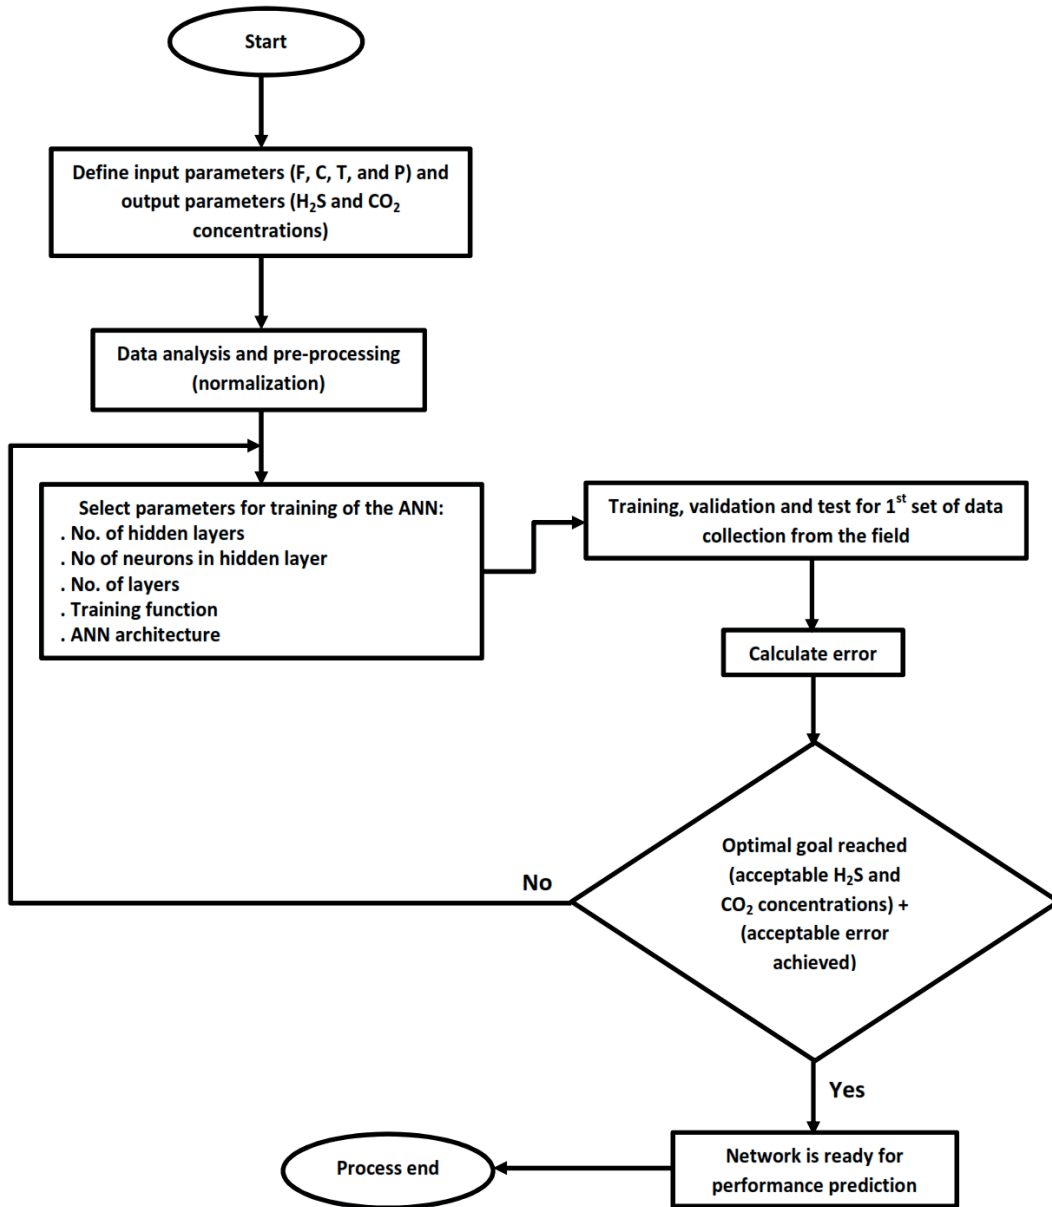 Start
Define input parameters (F, C, T, and P) and
output parameters (H₂S and CO₂
concentrations)
Data analysis and pre-processing
(normalization)
Select parameters for training of the ANN:
. No. of hidden layers
. No of neurons in hidden layer
. No. of layers
. Training function
. ANN architecture
Training, validation and test for 1ˢᵗ set of data
collection from the field
Calculate error
Optimal goal reached
(acceptable H₂S and
CO₂ concentrations) +
(acceptable error
achieved)
No
Yes
Network is ready for
performance prediction
Process end